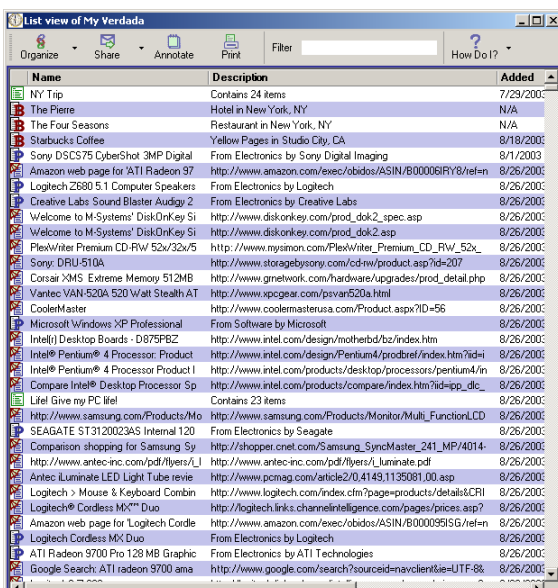 List view of My Verdada
Organize Share Annotate Print Filter How Do I?
Name Description Added
NY Trip Contains 24 items 7/29/2003
The Pierre Hotel in New York, NY N/A
The Four Seasons Restaurant in New York, NY N/A
Starbucks Coffee Yellow Pages in Studio City, CA 8/18/2003
Sony DSCS75 CyberShot 3MP Digital From Electronics by Sony Digital Imaging 8/1/2003
Amazon web page for 'ATI Radeon 97 http://www.amazon.com/exec/obidos/ASIN/B00006IRY8/ref=n 8/26/2003
Logitech Z680 5.1 Computer Speakers From Electronics by Logitech 8/26/2003
Creative Labs Sound Blaster Audigy 2 From Electronics by Creative Labs 8/26/2003
Welcome to M-Systems' DiskOnKey Si http://www.diskonkey.com/prod_dok2_spec.asp 8/26/2003
Welcome to M-Systems' DiskOnKey Si http://www.diskonkey.com/prod_dok2.asp 8/26/2003
PlexWriter Premium CD-RW 52x/32x/5 http://www.mysimon.com/PlexWriter_Premium_CD_RW_52x_ 8/26/2003
Sony: DRU-510A http://www.storagebysony.com/cd-rw/product.asp?id=207 8/26/2003
Corsair XMS Extreme Memory 512MB http://www.grnetwork.com/hardware/upgrades/prod_detail.php 8/26/2003
Vantec VAN-520A 520 Watt Stealth AT http://www.xpcgear.com/psvan520a.html 8/26/2003
CoolerMaster http://www.coolermasterusa.com/Product.aspx?ID=56 8/26/2003
Microsoft Windows XP Professional From Software by Microsoft 8/26/2003
Intel(r) Desktop Boards - D875PBZ http://www.intel.com/design/motherbd/bz/index.htm 8/26/2003
Intel® Pentium® 4 Processor: Product http://www.intel.com/design/Pentium4/prodbref/index.htm?iid=i 8/26/2003
Intel® Pentium® 4 Processor Product I http://www.intel.com/products/desktop/processors/pentium4/in 8/26/2003
Compare Intel® Desktop Processor Sp http://www.intel.com/products/compare/index.htm?iid=ipp_dlc_ 8/26/2003
Life! Give my PC life! Contains 23 items 8/26/2003
http://www.samsung.com/Products/Mo http://www.samsung.com/Products/Monitor/Multi_FunctionLCD 8/26/2003
SEAGATE ST3120023AS Internal 120 From Electronics by Seagate 8/26/2003
Comparison shopping for Samsung Sy http://shopper.cnet.com/Samsung_SyncMaster_241_MP/4014- 8/26/2003
http://www.antec-inc.com/pdf/flyers/i_l http://www.antec-inc.com/pdf/flyers/i_luminate.pdf 8/26/2003
Antec iLuminate LED Light Tube revie http://www.pcmag.com/article2/0,4149,1135081,00.asp 8/26/2003
Logitech > Mouse & Keyboard Combin http://www.logitech.com/index.cfm?page=products/details&CRI 8/26/2003
Logitech® Cordless MX™ Duo http://logitech.links.channelintelligence.com/pages/prices.asp? 8/26/2003
Amazon web page for 'Logitech Cordle http://www.amazon.com/exec/obidos/ASIN/B000095ISG/ref=n 8/26/2003
Logitech Cordless MX Duo From Electronics by Logitech 8/26/2003
ATI Radeon 9700 Pro 128 MB Graphic From Electronics by ATI Technologies 8/26/2003
Google Search: ATI radeon 9700 ama http://www.google.com/search?sourceid=navclient&ie=UTF-8& 8/26/2003